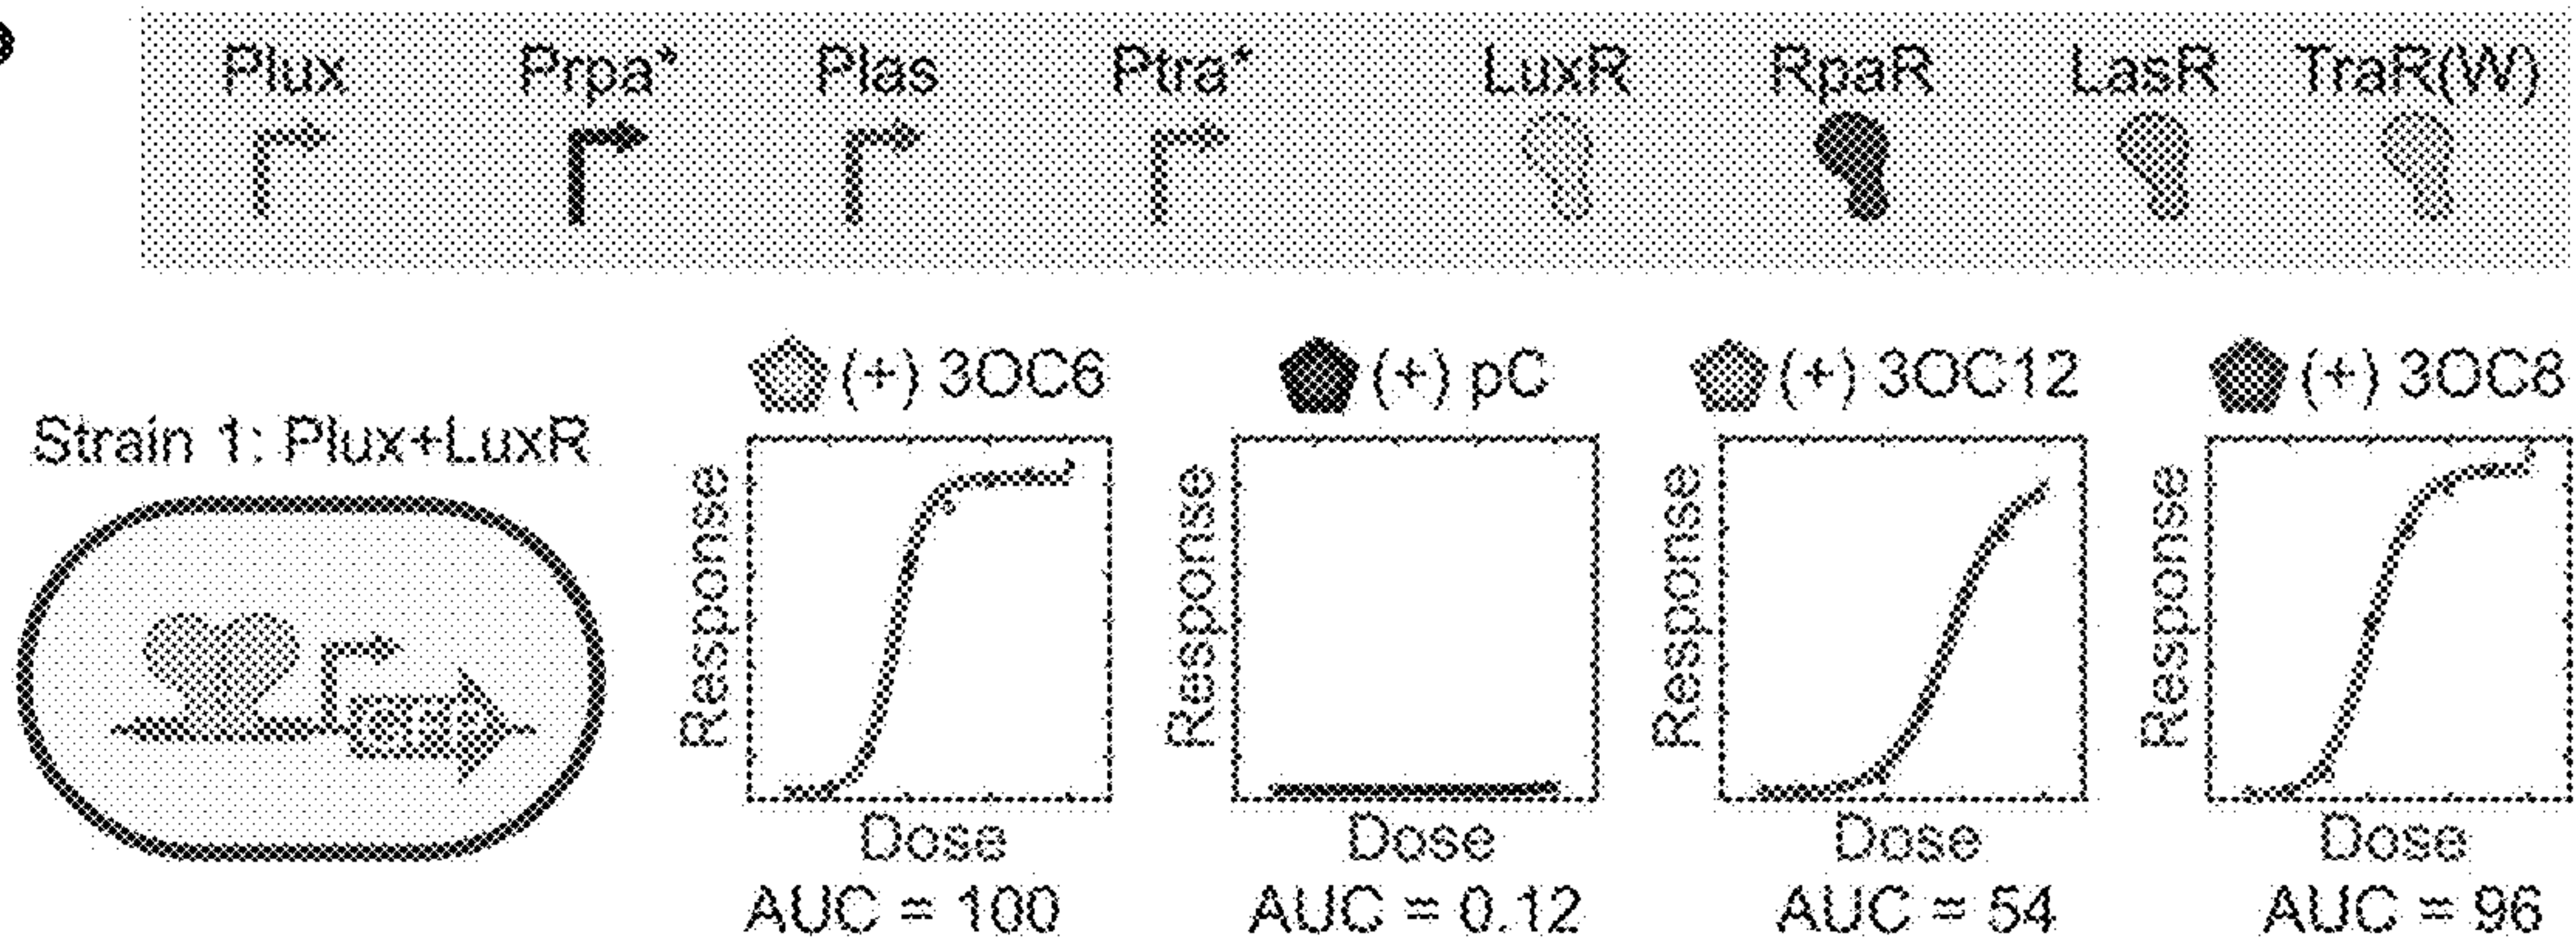 Plux Prpa* Plas Ptra* LuxR RpaR LasR TraR(W)
(+) 3OC6 (+) pC (+) 3OC12 (+) 3OC8
Strain 1: Plux+LuxR
Response Response Response Response
GFP
Dose Dose Dose Dose
AUC = 100 AUC = 0.12 AUC = 54 AUC = 96